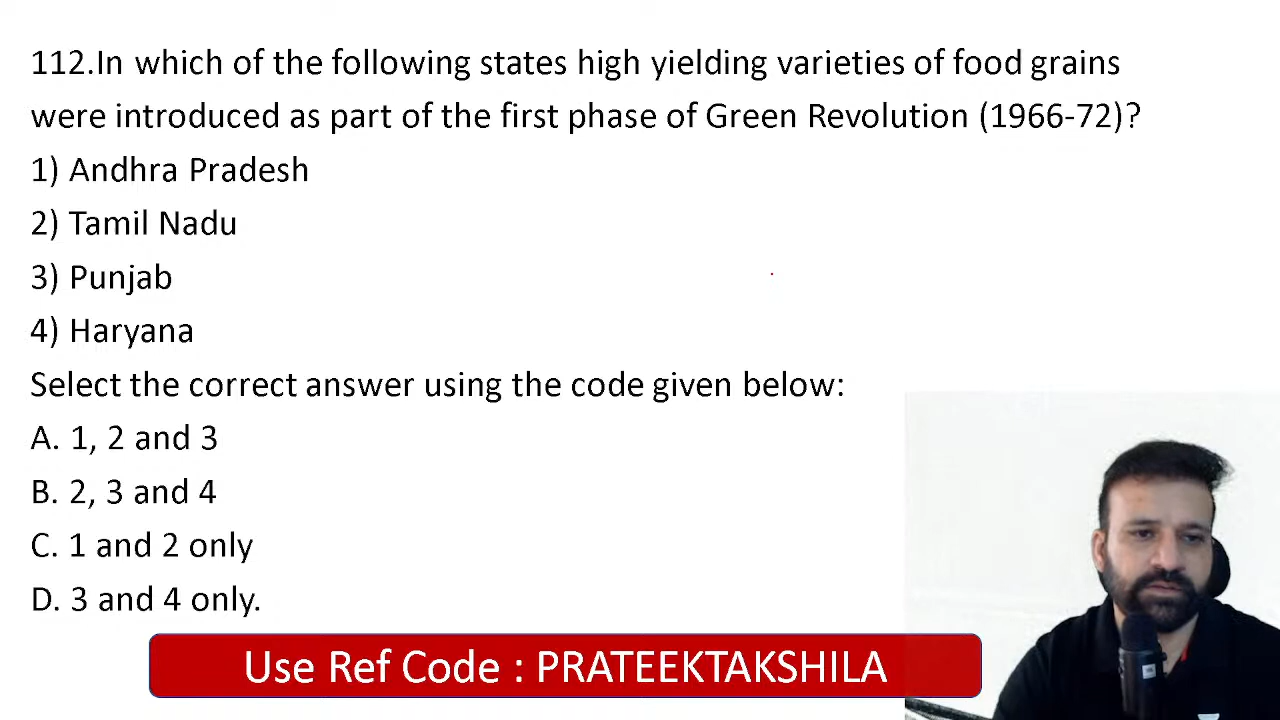 112.In which of the following states high yielding varieties of food grains
were introduced as part of the first phase of Green Revolution (1966-72)?
1) Andhra Pradesh
2) Tamil Nadu
3) Punjab
4) Haryana
Select the correct answer using the code given below:
A. 1, 2 and 3
B. 2, 3 and 4
C. 1 and 2 only
D. 3 and 4 only.
Use Ref Code : PRATEEKTAKSHILA